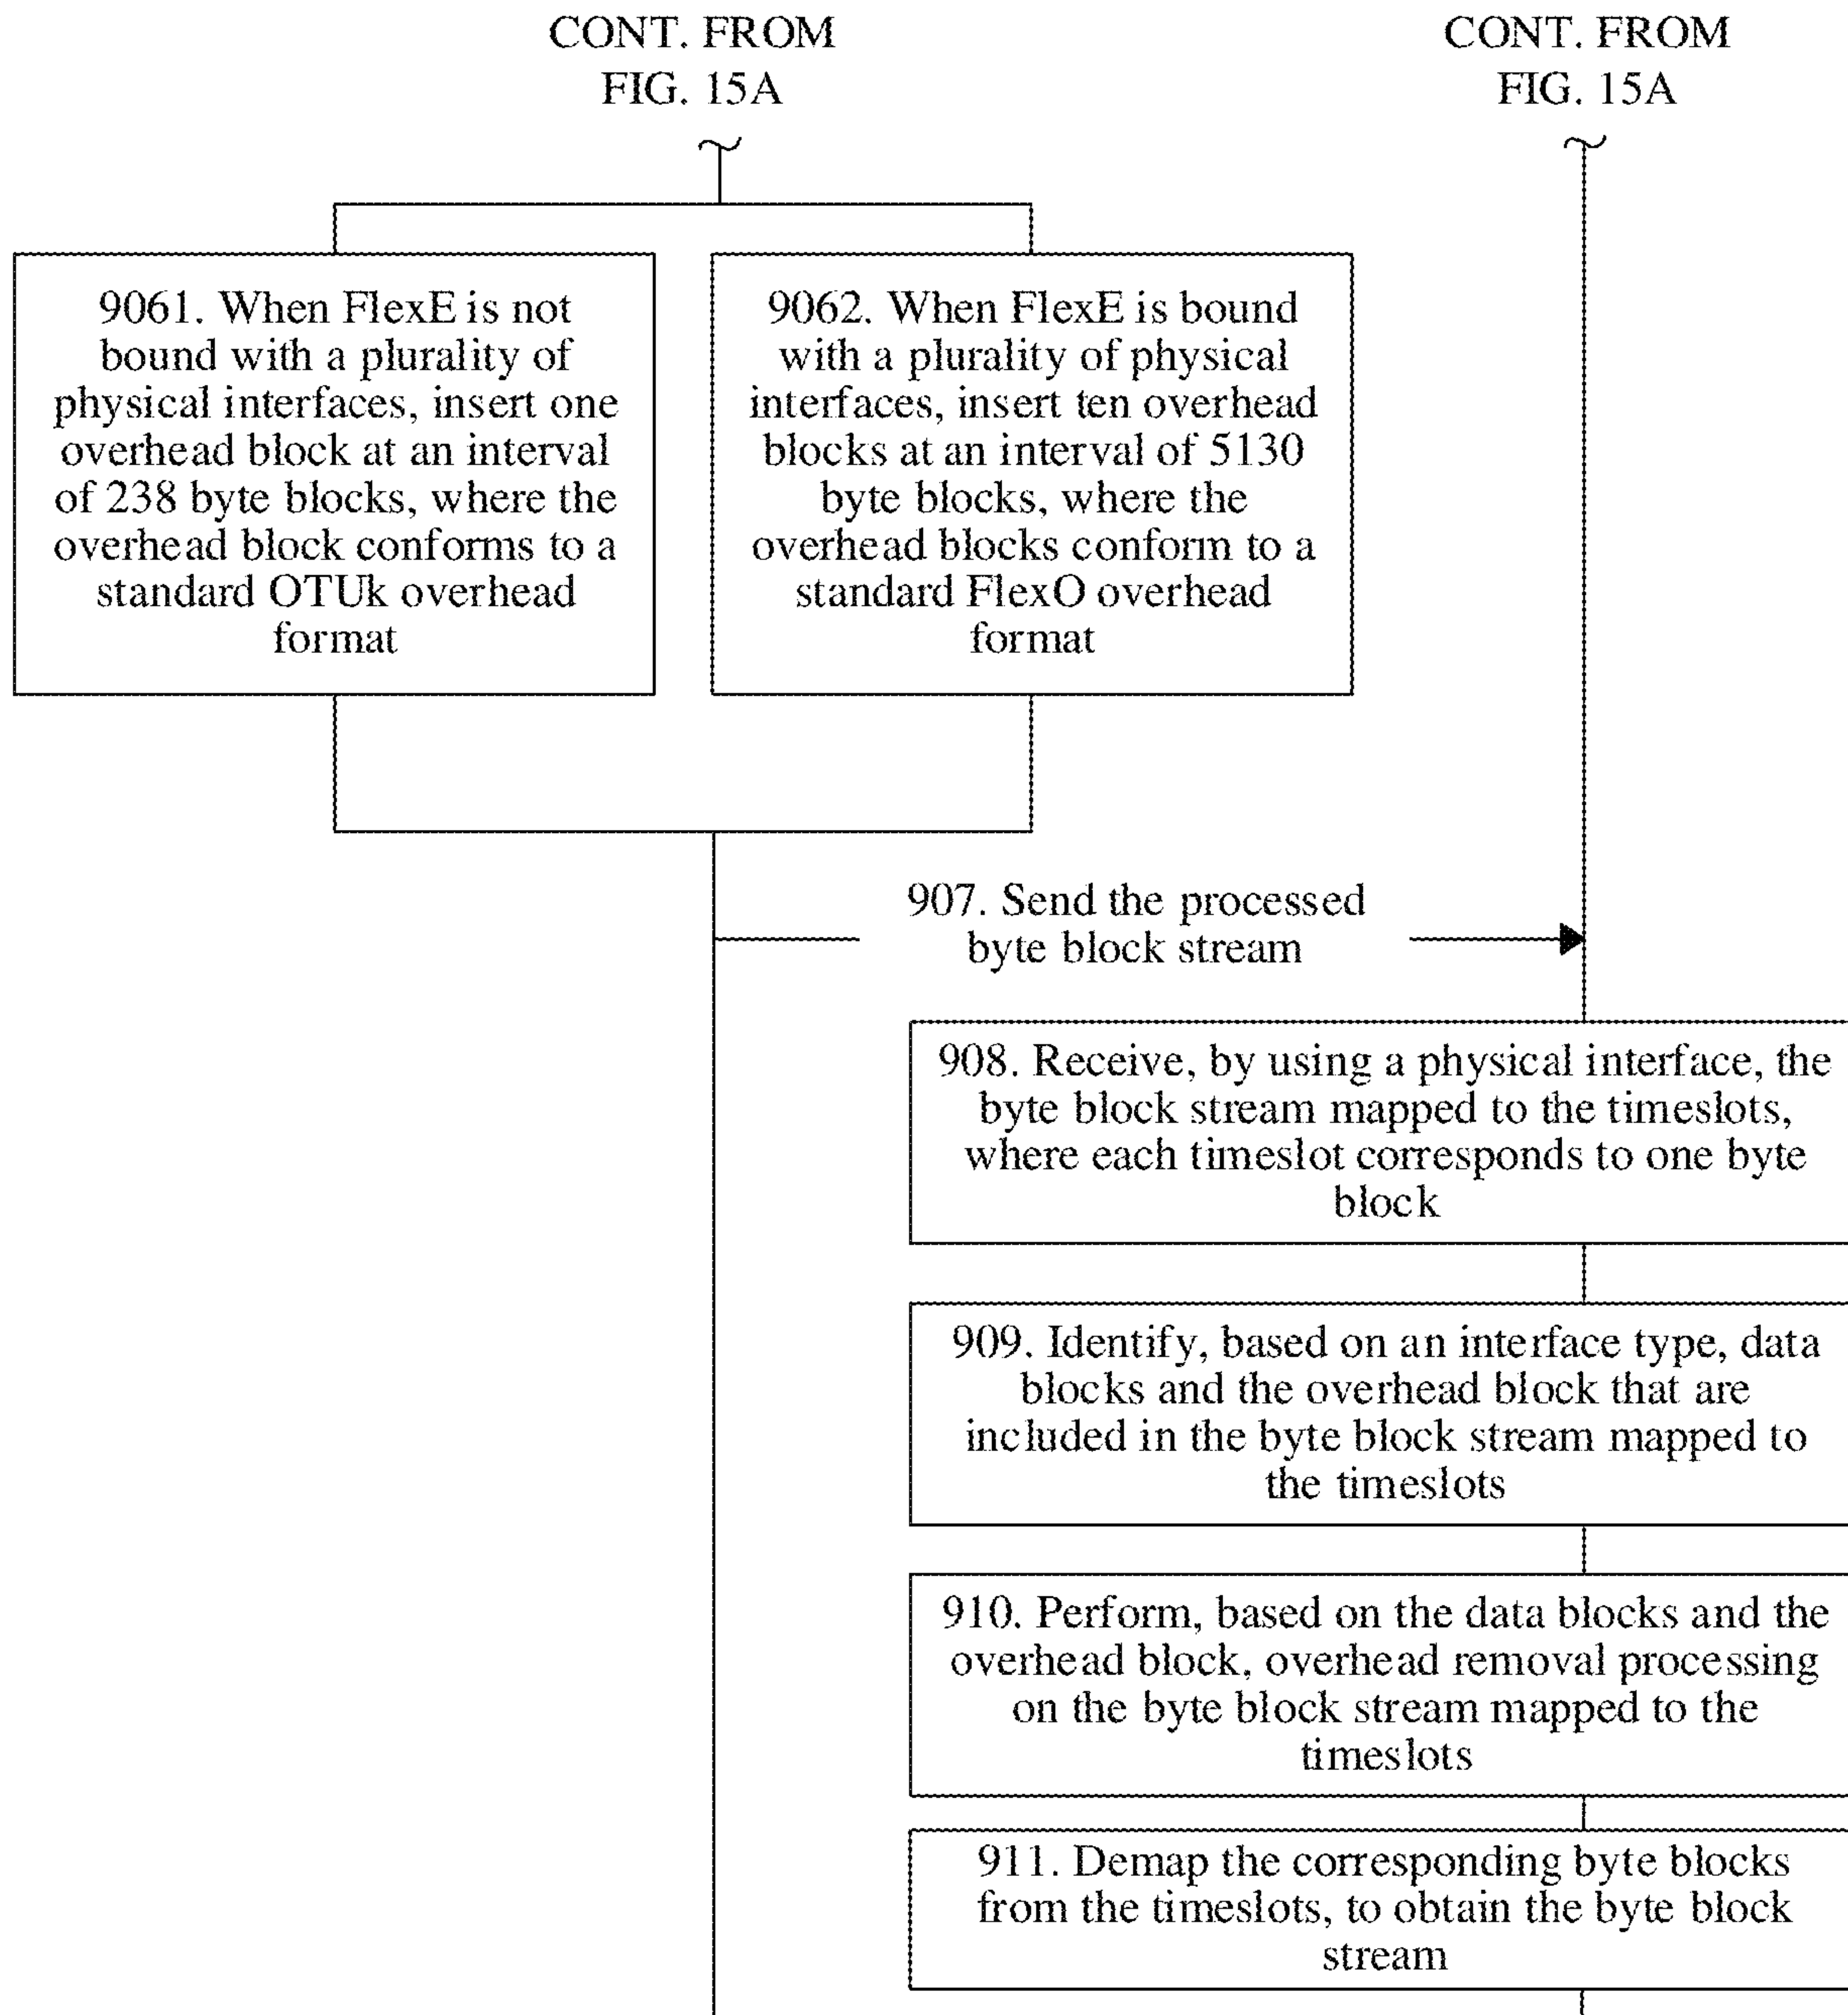 CONT. FROM
FIG. 15A
CONT. FROM
FIG. 15A
9061. When FlexE is not
bound with a plurality of
physical interfaces, insert one
overhead block at an interval
of 238 byte blocks, where the
overhead block conforms to a
standard OTUk overhead
format
9062. When FlexE is bound
with a plurality of physical
interfaces, insert ten overhead
blocks at an interval of 5130
byte blocks, where the
overhead blocks conform to a
standard FlexO overhead
format
907. Send the processed
byte block stream
908. Receive, by using a physical interface, the
byte block stream mapped to the timeslots,
where each timeslot corresponds to one byte
block
909. Identify, based on an interface type, data
blocks and the overhead block that are
included in the byte block stream mapped to
the timeslots
910. Perform, based on the data blocks and the
overhead block, overhead removal processing
on the byte block stream mapped to the
timeslots
911. Demap the corresponding byte blocks
from the timeslots, to obtain the byte block
stream